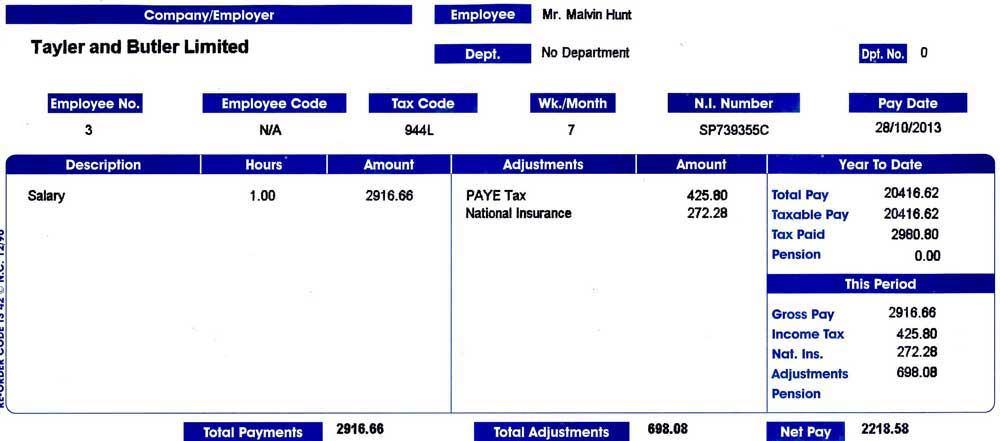 Company/Employer Employee Mr. Malvin Hunt
Tayler and Butler Limited Dept. No Department Dpt. No. 0
Employee No. Employee Code Tax Code Wk./Month N.I. Number Pay Date
3 N/A 944L 7 SP739355C 28/10/2013
Description Hours Amount Adjustments Amount Year To Date
Salary 1.00 2916.66 PAYE Tax 425.80 Total Pay 20416.62
National Insurance 272.28 Taxable Pay 20416.62
Tax Paid 2980.80
Pension 0.00
This Period
Gross Pay 2916.66
Income Tax 425.80
Nat. Ins. 272.28
Adjustments 698.08
Pension
Total Payments 2916.66 Total Adjustments 698.08 Net Pay 2218.58
RE-ORDER CODE IS 42 © N.C. 12/96